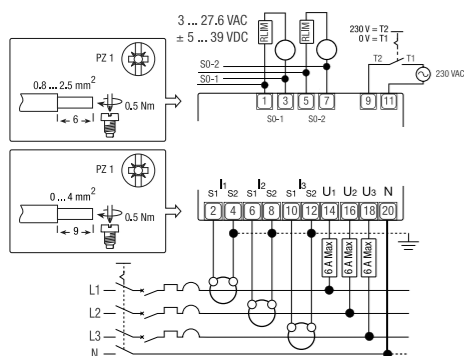 3 ... 27.6 VAC
± 5 ... 39 VDC
230 V = T2
0 V = T1
PZ 1
0.8 ... 2.5 mm²
0.5 Nm
6
RLIM
RLIM
S0-2
S0-1
T2 T1
230 VAC
1 3 5 7 9 11
S0-1 S0-2
PZ 1
0 ... 4 mm²
0.5 Nm
9
I1 I2 I3 U1 U2 U3 N
S1 S2 S1 S2 S1 S2
2 4 6 8 10 12 14 16 18 20
6 A Max 6 A Max 6 A Max
L1
L2
L3
N